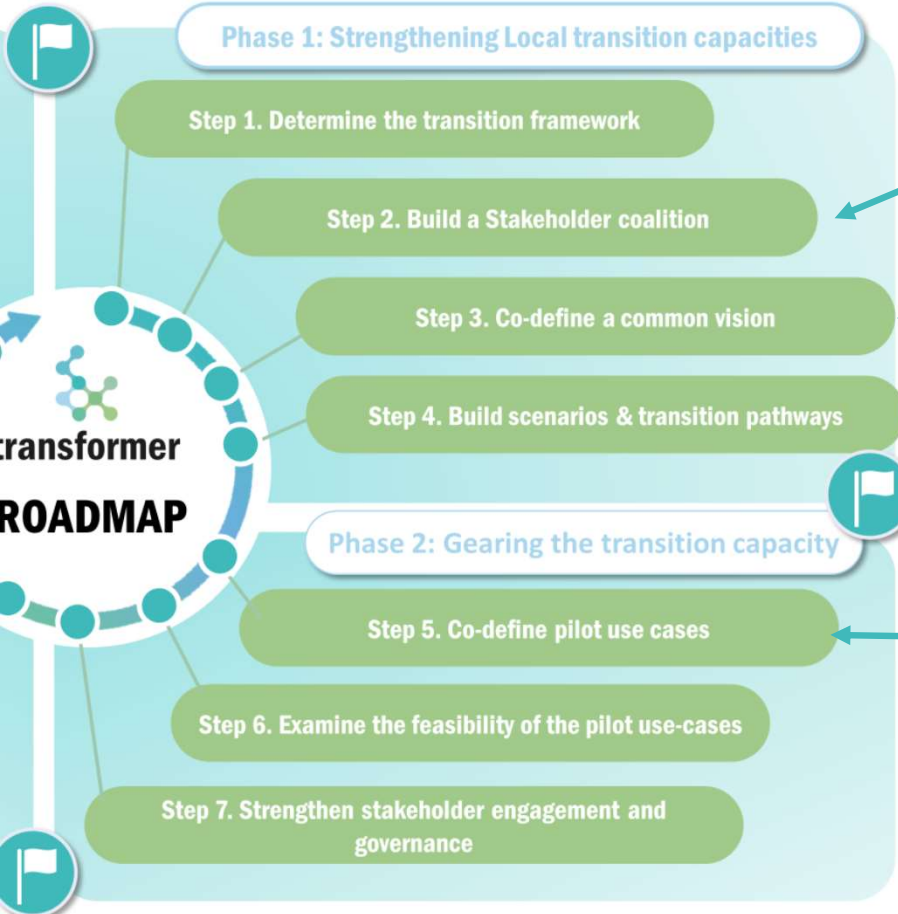 Phase 1: Strengthening Local transition capacities
Step 1. Determine the transition framework
Step 2. Build a Stakeholder coalition
Step 3. Co-define a common vision
Step 4. Build scenarios & transition pathways
transformer
ROADMAP
Phase 2: Gearing the transition capacity
Step 5. Co-define pilot use cases
Step 6. Examine the feasibility of the pilot use-cases
Step 7. Strengthen stakeholder engagement and
governance